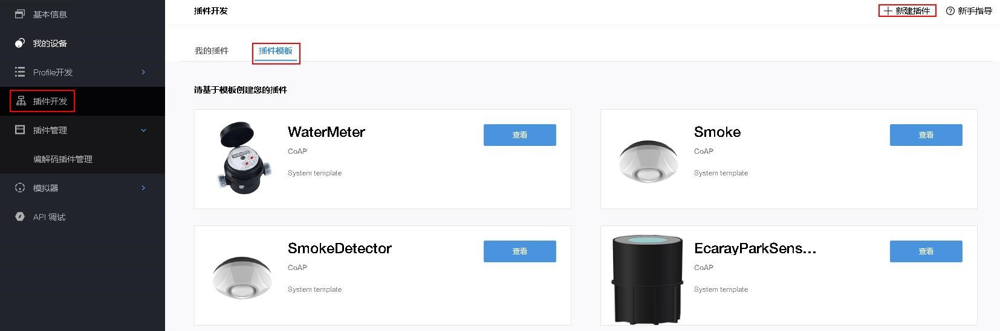 基本信息
我的设备
Profile开发
插件开发
插件管理
编解码插件管理
模拟器
API 调试
插件开发
新建插件
新手指导
我的插件
插件模板
请基于模板创建您的插件
WaterMeter
查看
CoAP
System template
Smoke
查看
CoAP
System template
SmokeDetector
查看
CoAP
System template
EcarayParkSens...
查看
CoAP
System template